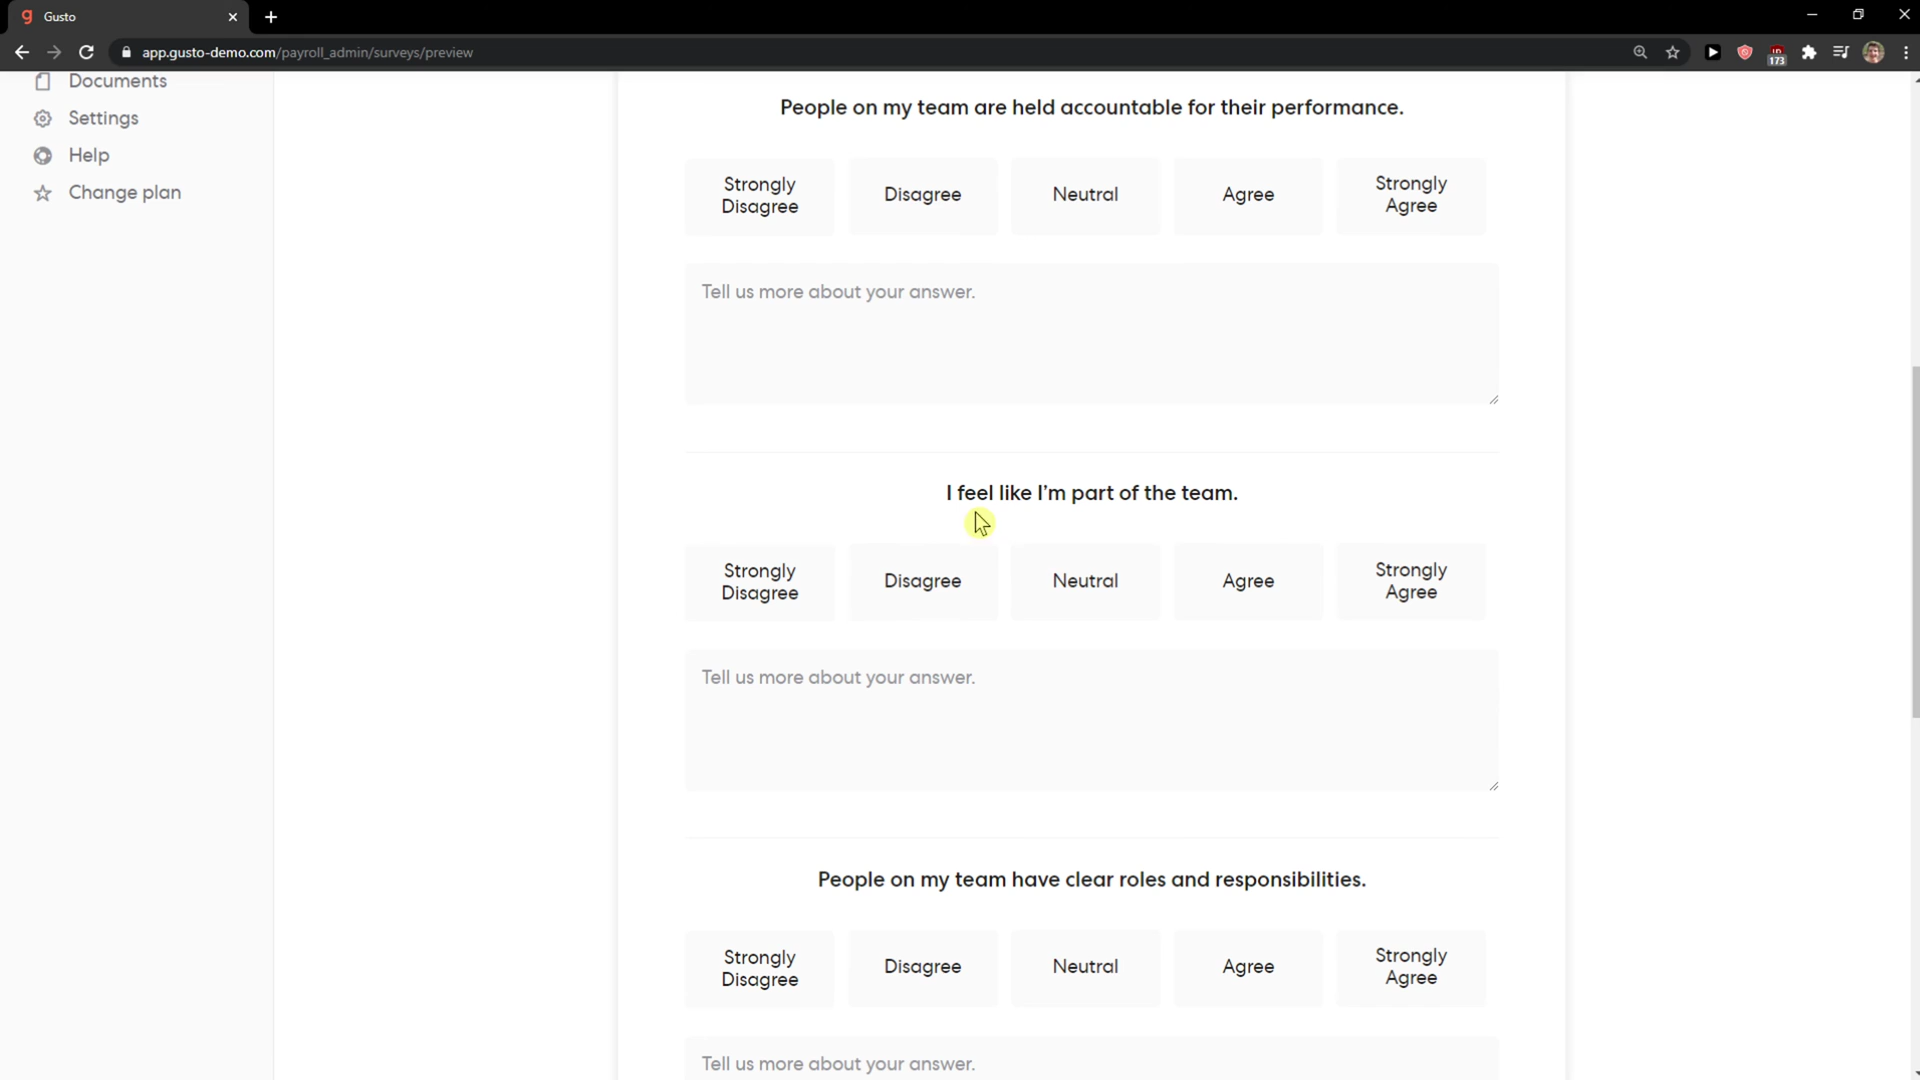 Gusto
app.gusto-demo.com/payroll_admin/surveys/preview
173
Documents
Settings
Help
Change plan
People on my team are held accountable for their performance.
Strongly
Disagree
Disagree
Neutral
Agree
Strongly
Agree
Tell us more about your answer.
I feel like I'm part of the team.
Strongly
Disagree
Disagree
Neutral
Agree
Strongly
Agree
Tell us more about your answer.
People on my team have clear roles and responsibilities.
Strongly
Disagree
Disagree
Neutral
Agree
Strongly
Agree
Tell us more about your answer.